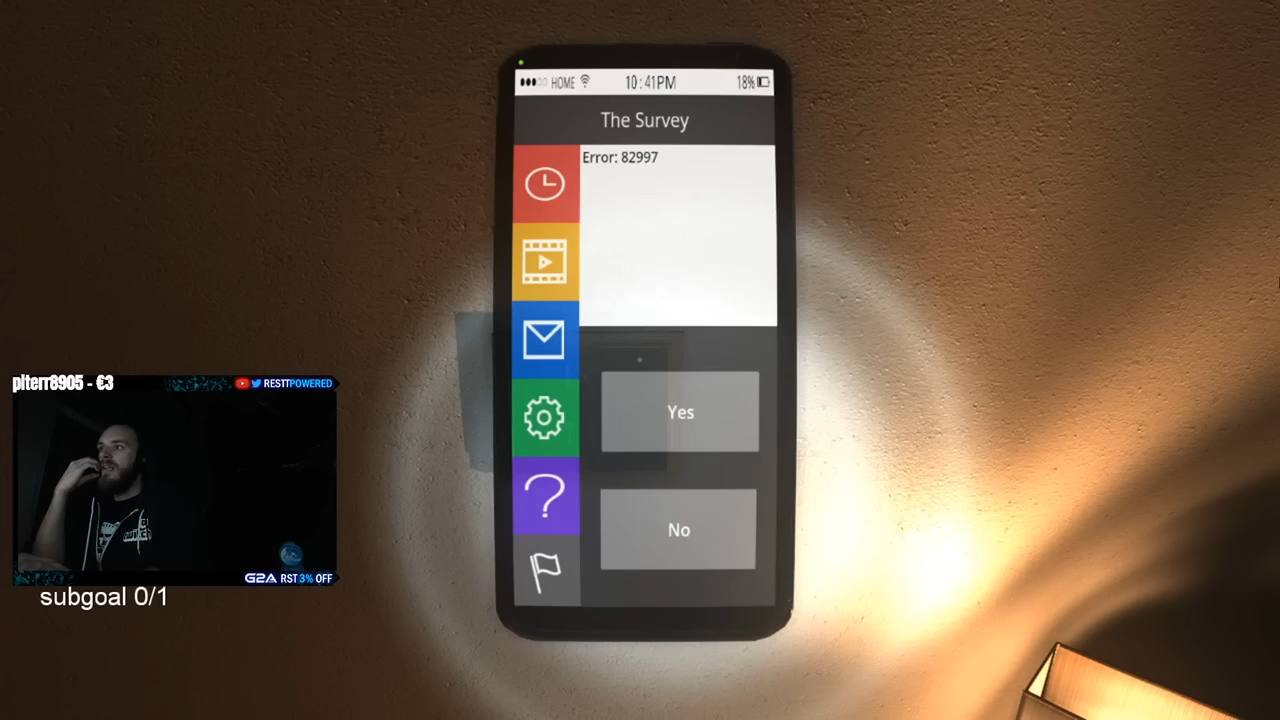 HOME 10:41PM 18%
The Survey
Error: 82997
Yes
No
plterr8905 - €3
RESTTPOWERED
G2A RST 3% OFF
subgoal 0/1